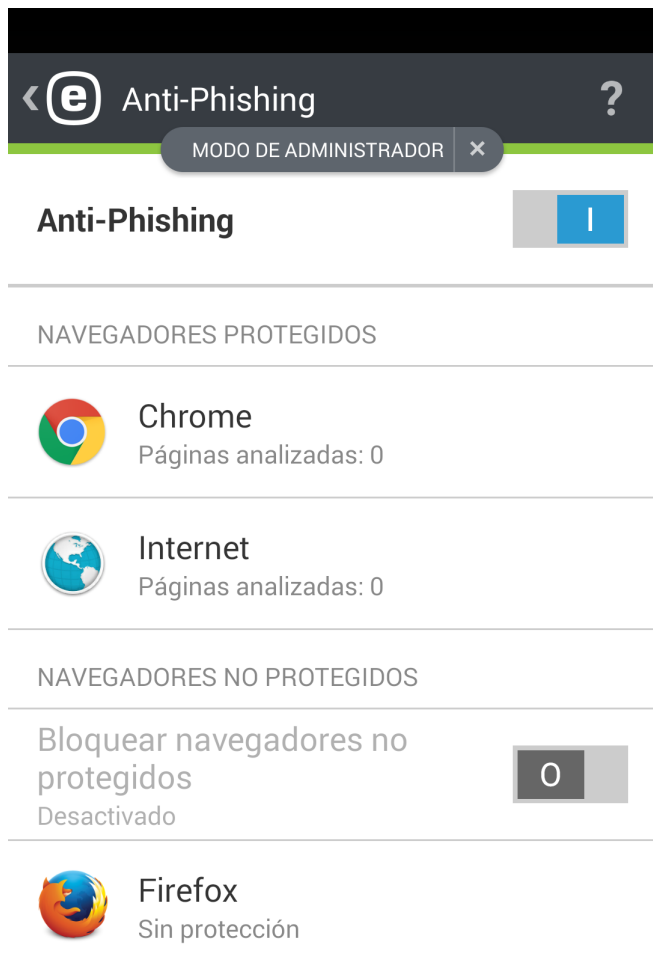 e Anti-Phishing ?
MODO DE ADMINISTRADOR ×
Anti-Phishing I
NAVEGADORES PROTEGIDOS
Chrome
Páginas analizadas: 0
Internet
Páginas analizadas: 0
NAVEGADORES NO PROTEGIDOS
Bloquear navegadores no
protegidos
O
Desactivado
Firefox
Sin protección